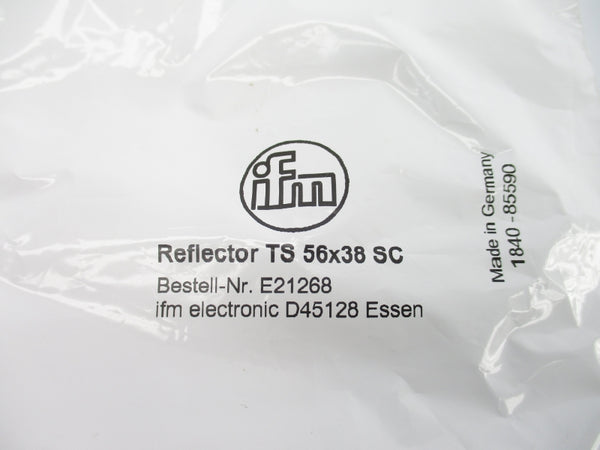 ifm
Reflector TS 56x38 SC
Bestell-Nr. E21268
ifm electronic D45128 Essen
Made in Germany
1840 - 85590